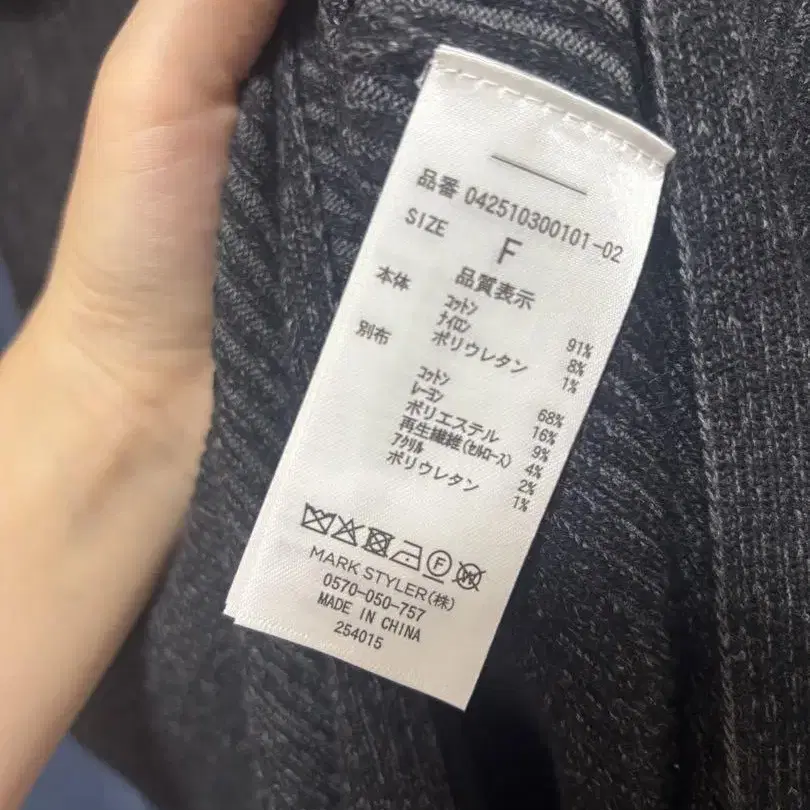 品番 042510300101-02
SIZE F
品質表示
本体 コットン 91%
ナイロン 8%
ポリウレタン 1%
別布 コットン 68%
レーヨン 16%
ポリエステル 9%
再生繊維(セルロース) 4%
アクリル 2%
ポリウレタン 1%
F W
MARK STYLER(株)
0570-050-757
MADE IN CHINA
254015